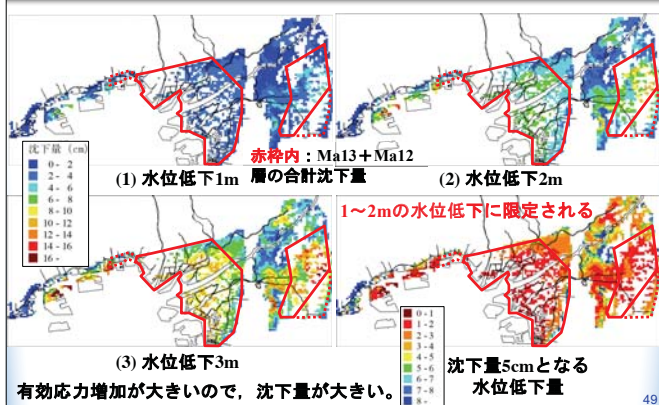 沈下量 (cm)
0 - 2
2 - 4
4 - 6
6 - 8
8 - 10
10 - 12
12 - 14
14 - 16
16 -
(1) 水位低下1m
赤枠内：Ma13＋Ma12
層の合計沈下量
(2) 水位低下2m
1～2mの水位低下に限定される
(3) 水位低下3m
0 - 1
1 - 2
2 - 3
3 - 4
4 - 5
5 - 6
6 - 7
7 - 8
8 -
沈下量5cmとなる
水位低下量
有効応力増加が大きいので，沈下量が大きい。
49